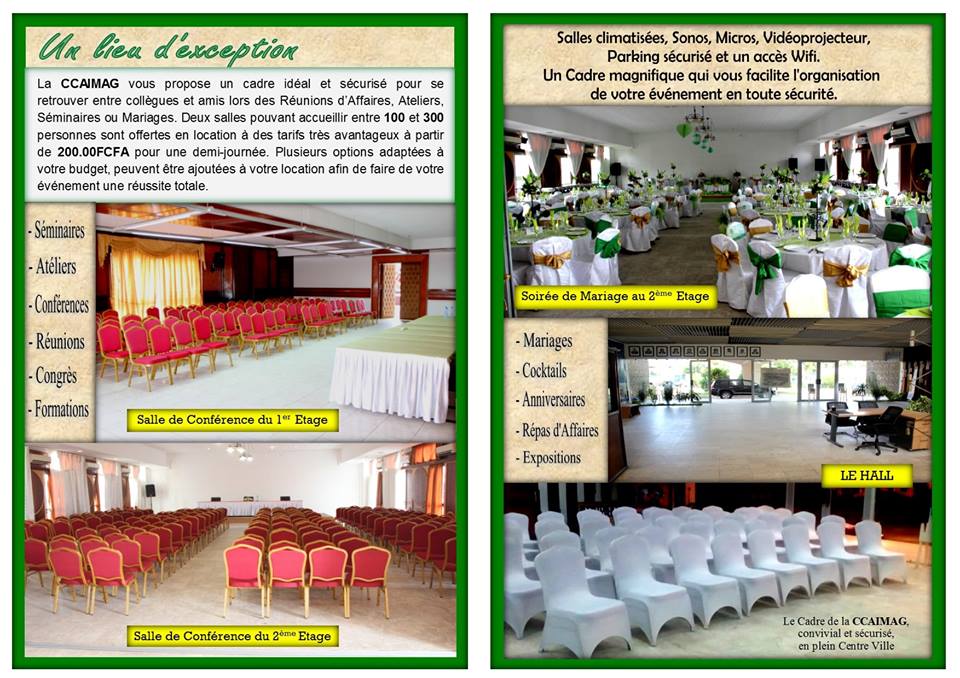 Un lieu d'exception
La CCAIMAG vous propose un cadre idéal et sécurisé pour se
retrouver entre collègues et amis lors des Réunions d'Affaires, Ateliers,
Séminaires ou Mariages. Deux salles pouvant accueillir entre 100 et 300
personnes sont offertes en location à des tarifs très avantageux à partir
de 200.00FCFA pour une demi-journée. Plusieurs options adaptées à
votre budget, peuvent être ajoutées à votre location afin de faire de votre
événement une réussite totale.
- Séminaires
- Atéliers
- Conférences
- Réunions
- Congrès
- Formations
Salle de Conférence du 1er Etage
Salle de Conférence du 2ème Etage
Salles climatisées, Sonos, Micros, Vidéoprojecteur,
Parking sécurisé et un accès Wifi.
Un Cadre magnifique qui vous facilite l'organisation
de votre événement en toute sécurité.
Soirée de Mariage au 2ème Etage
- Mariages
- Cocktails
- Anniversaires
- Répas d'Affaires
- Expositions
LE HALL
Le Cadre de la CCAIMAG,
convivial et sécurisé,
en plein Centre Ville